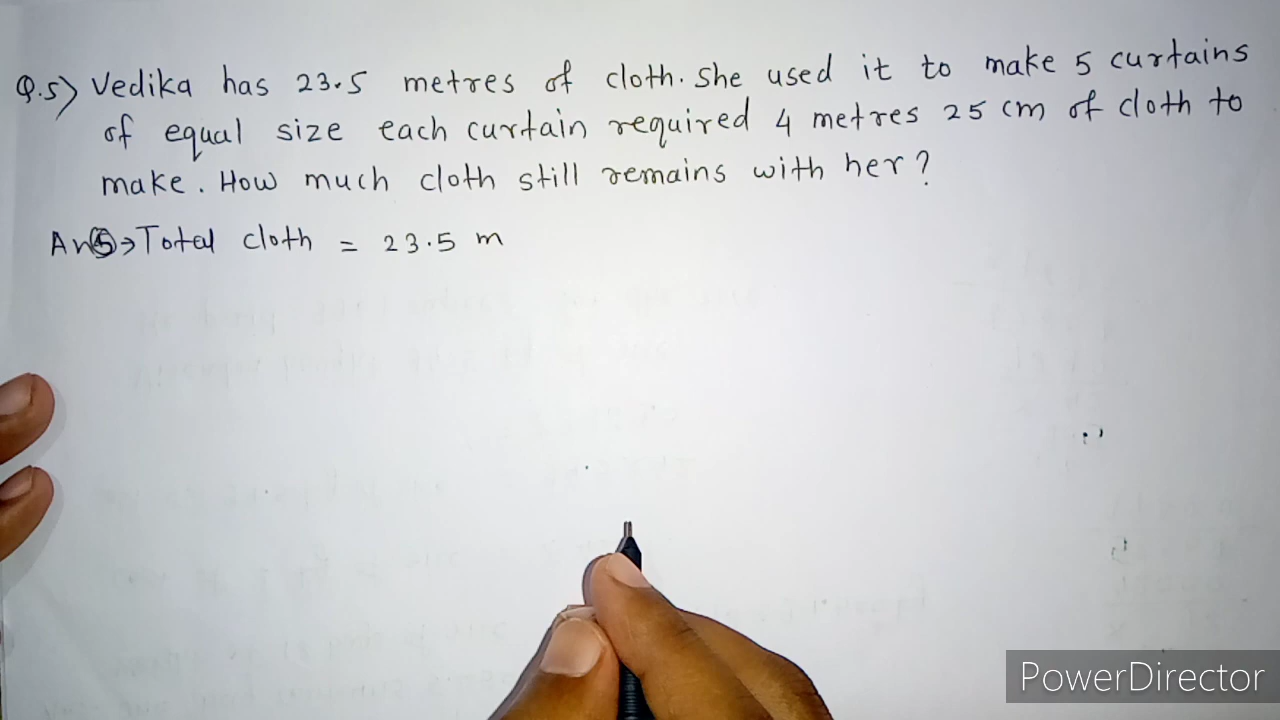 Q.5) Vedika has 23.5 metres of cloth. She used it to make 5 curtains
of equal size each curtain required 4 metres 25 cm of cloth to
make. How much cloth still remains with her?
Ans⑤→ Total cloth = 23.5 m
PowerDirector